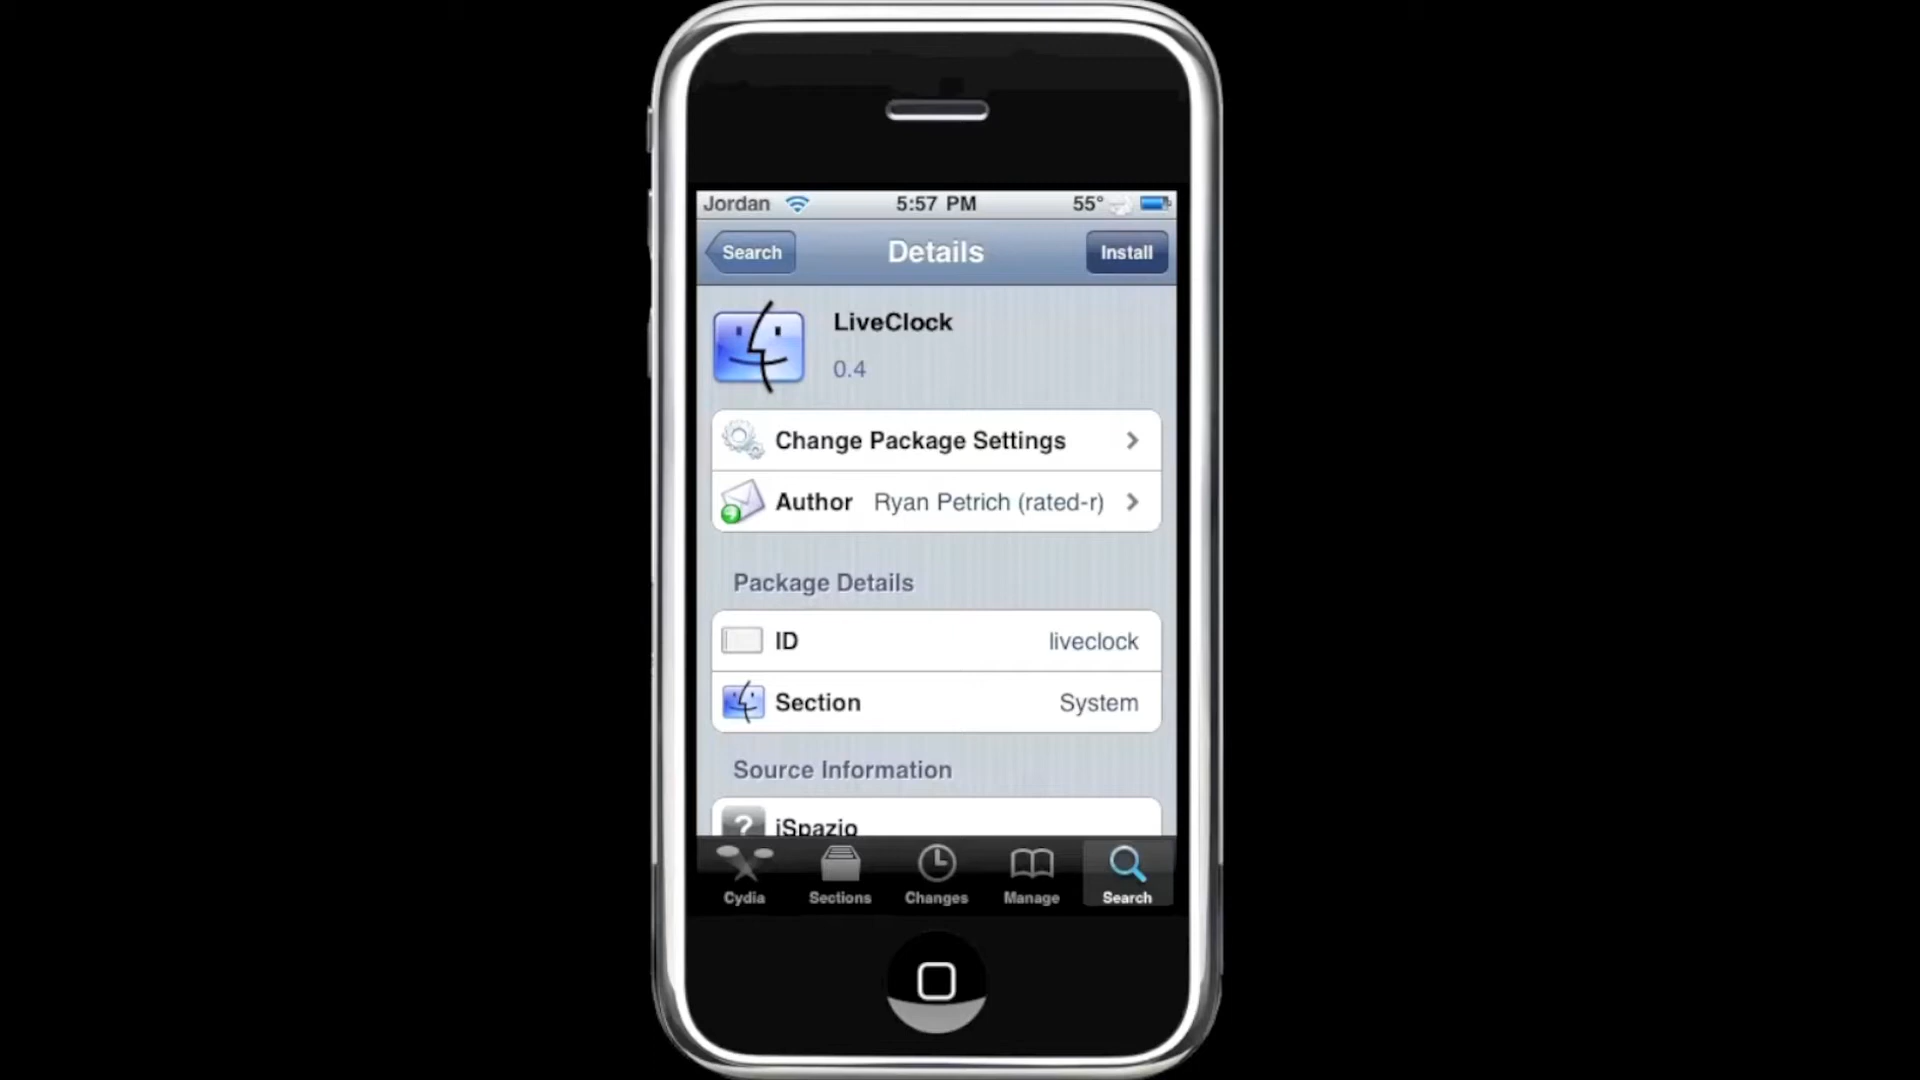 Jordan 5:57 PM 55°
Search Details Install
LiveClock
0.4
Change Package Settings
Author Ryan Petrich (rated-r)
Package Details
ID liveclock
Section System
Source Information
? iSpazio
Cydia Sections Changes Manage Search